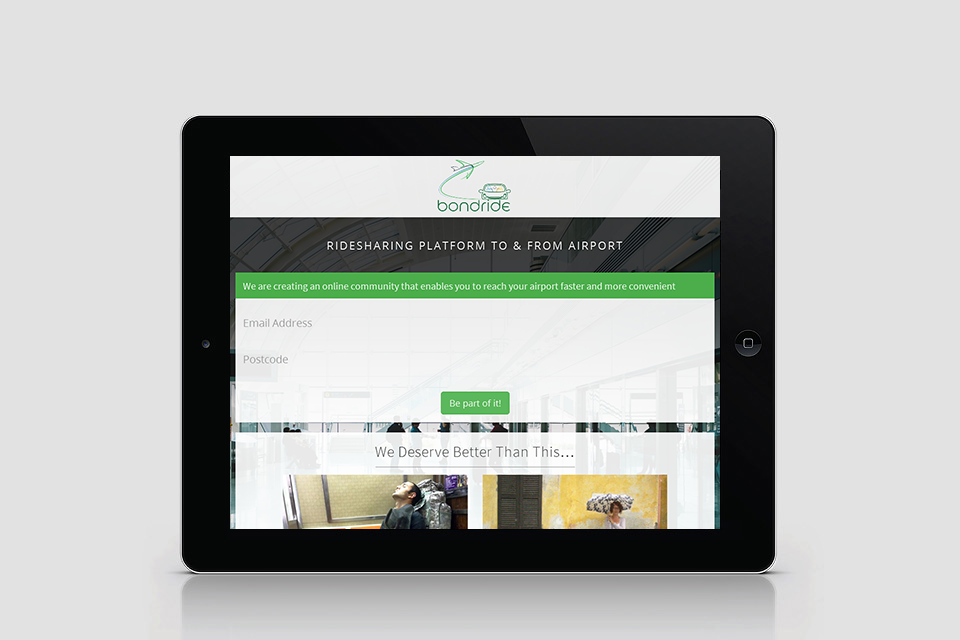 bondride
RIDESHARING PLATFORM TO & FROM AIRPORT
We are creating an online community that enables you to reach your airport faster and more convenient
Email Address
Postcode
Be part of it!
We Deserve Better Than This...